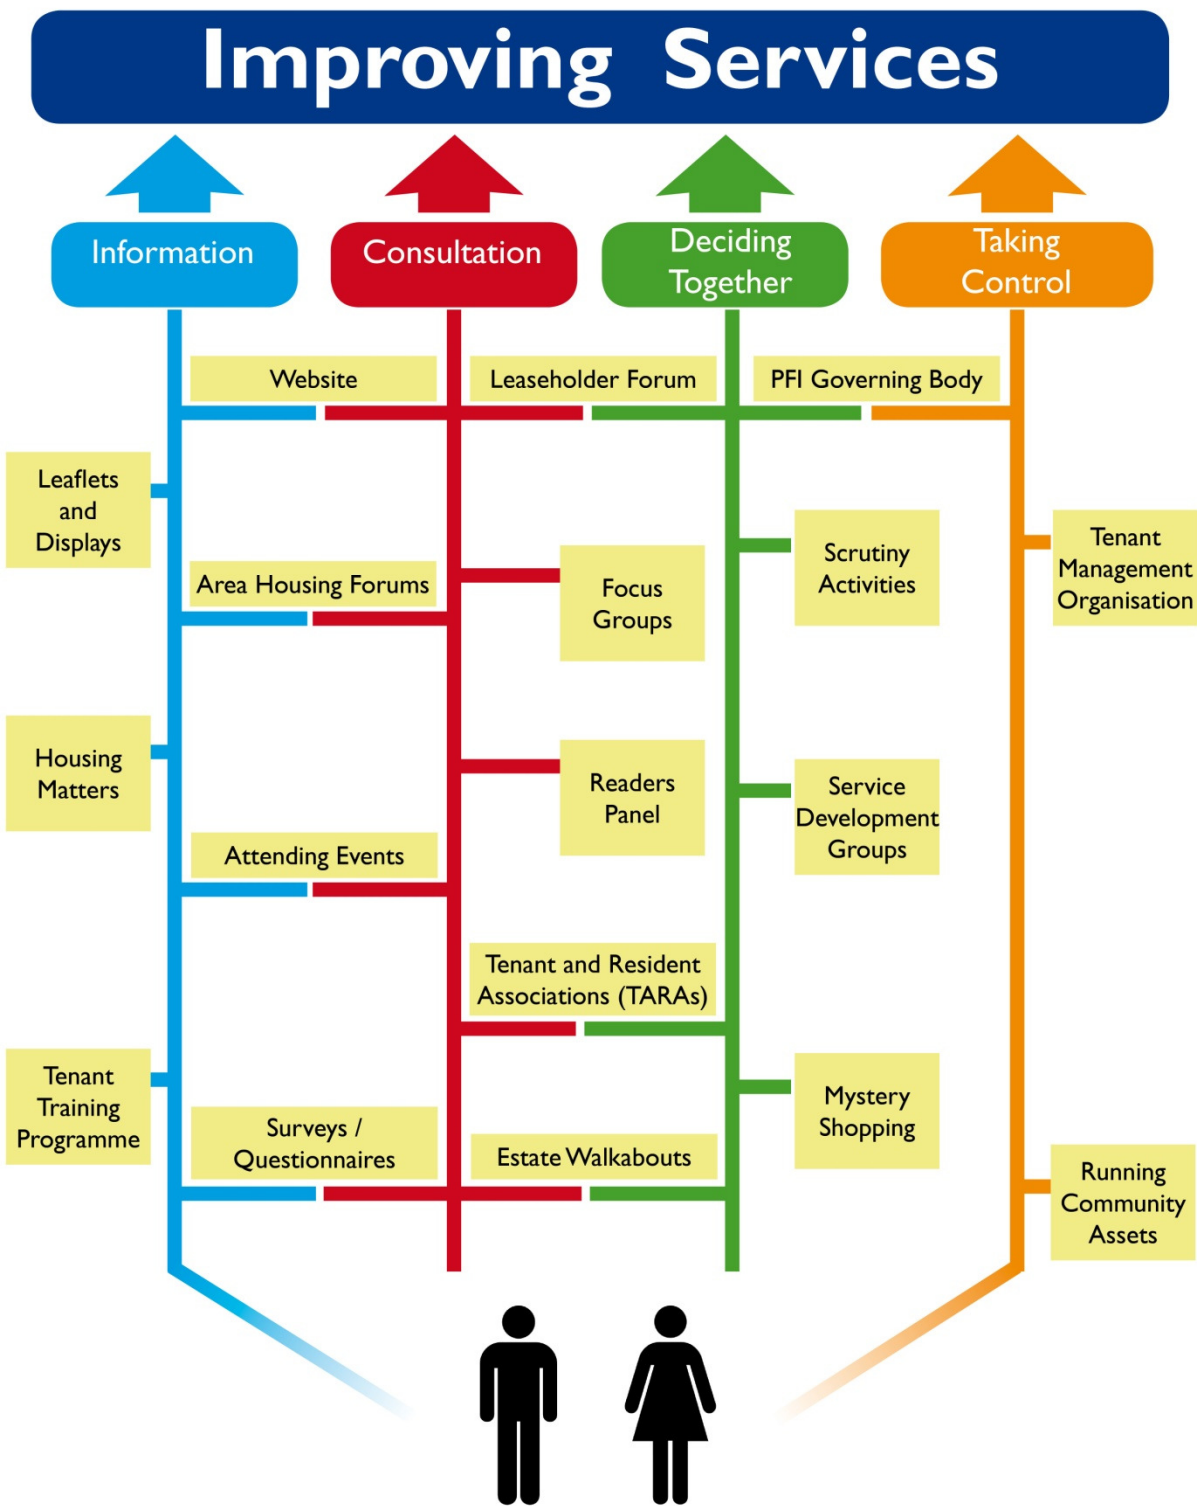 Improving Services
Information
Consultation
Deciding
Together
Taking
Control
Website
Leaseholder Forum
PFI Governing Body
Leaflets
and
Displays
Scrutiny
Activities
Tenant
Management
Organisation
Area Housing Forums
Focus
Groups
Housing
Matters
Readers
Panel
Service
Development
Groups
Attending Events
Tenant and Resident
Associations (TARAs)
Tenant
Training
Programme
Mystery
Shopping
Surveys /
Questionnaires
Estate Walkabouts
Running
Community
Assets